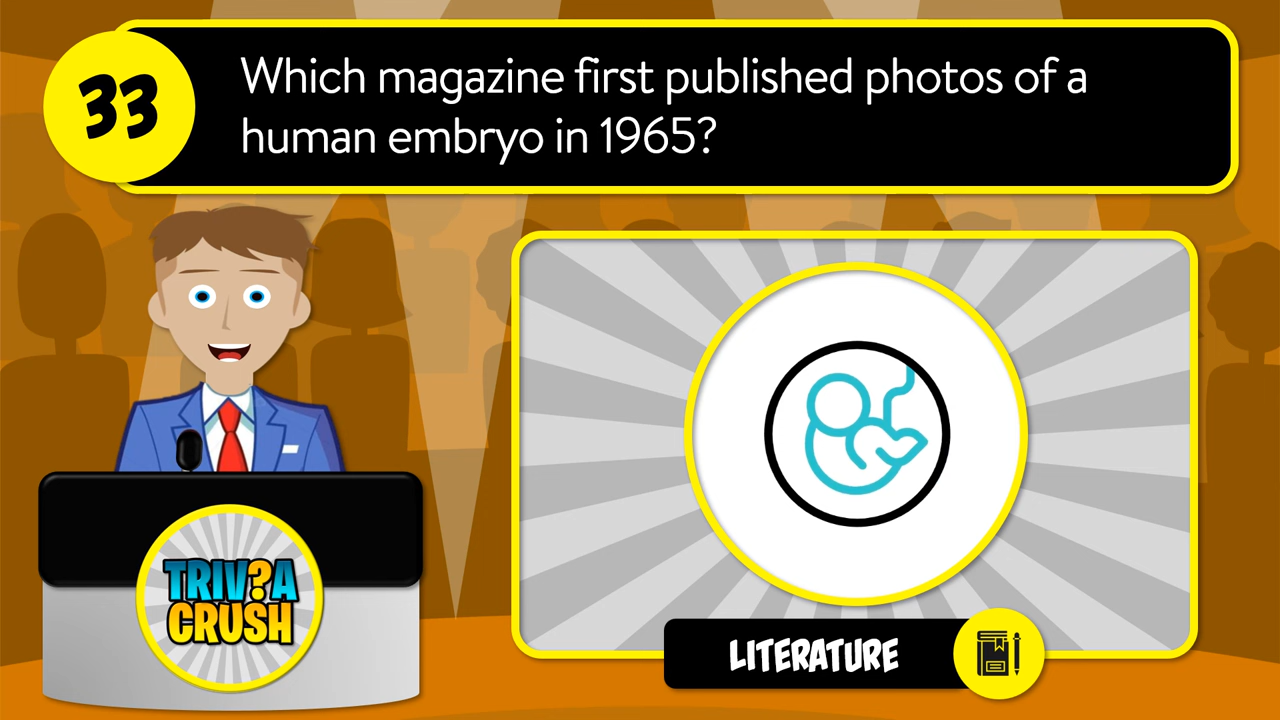 33
Which magazine first published photos of a
human embryo in 1965?
TRIV?A
CRUSH
LITERATURE